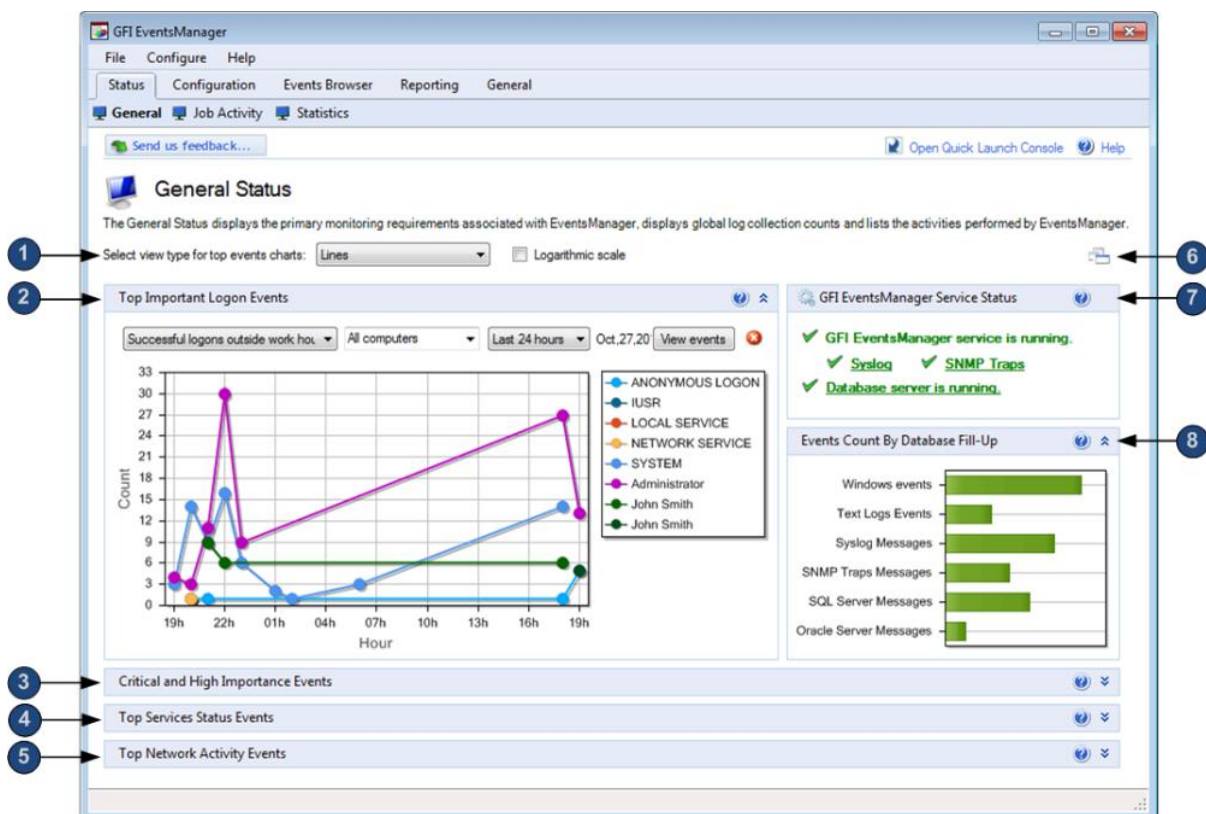 GFI EventsManager
File Configure Help
Status Configuration Events Browser Reporting General
General Job Activity Statistics
Send us feedback... Open Quick Launch Console Help
General Status
The General Status displays the primary monitoring requirements associated with EventsManager, displays global log collection counts and lists the activities performed by EventsManager.
1 Select view type for top events charts: Lines Logarithmic scale 6
2 Top Important Logon Events
Successful logons outside work hou All computers Last 24 hours Oct,27,20 View events
33
30
27
24
21
18
15
12
9
6
3
0
Count
19h 22h 01h 04h 07h 10h 13h 16h 19h
Hour
ANONYMOUS LOGON
IUSR
LOCAL SERVICE
NETWORK SERVICE
SYSTEM
Administrator
John Smith
John Smith
GFI EventsManager Service Status 7
GFI EventsManager service is running.
Syslog SNMP Traps
Database server is running.
Events Count By Database Fill-Up 8
Windows events
Text Logs Events
Syslog Messages
SNMP Traps Messages
SQL Server Messages
Oracle Server Messages
3 Critical and High Importance Events
4 Top Services Status Events
5 Top Network Activity Events